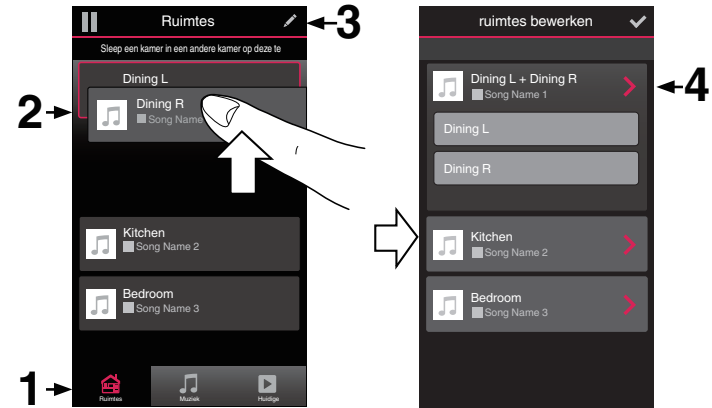 Ruimtes
3
Sleep een kamer in een andere kamer op deze te
2
Dining L
Dining R
Song Name
Kitchen
Song Name 2
Bedroom
Song Name 3
1
Ruimtes
Muziek
Huidige
ruimtes bewerken
4
Dining L + Dining R
Song Name 1
Dining L
Dining R
Kitchen
Song Name 2
Bedroom
Song Name 3